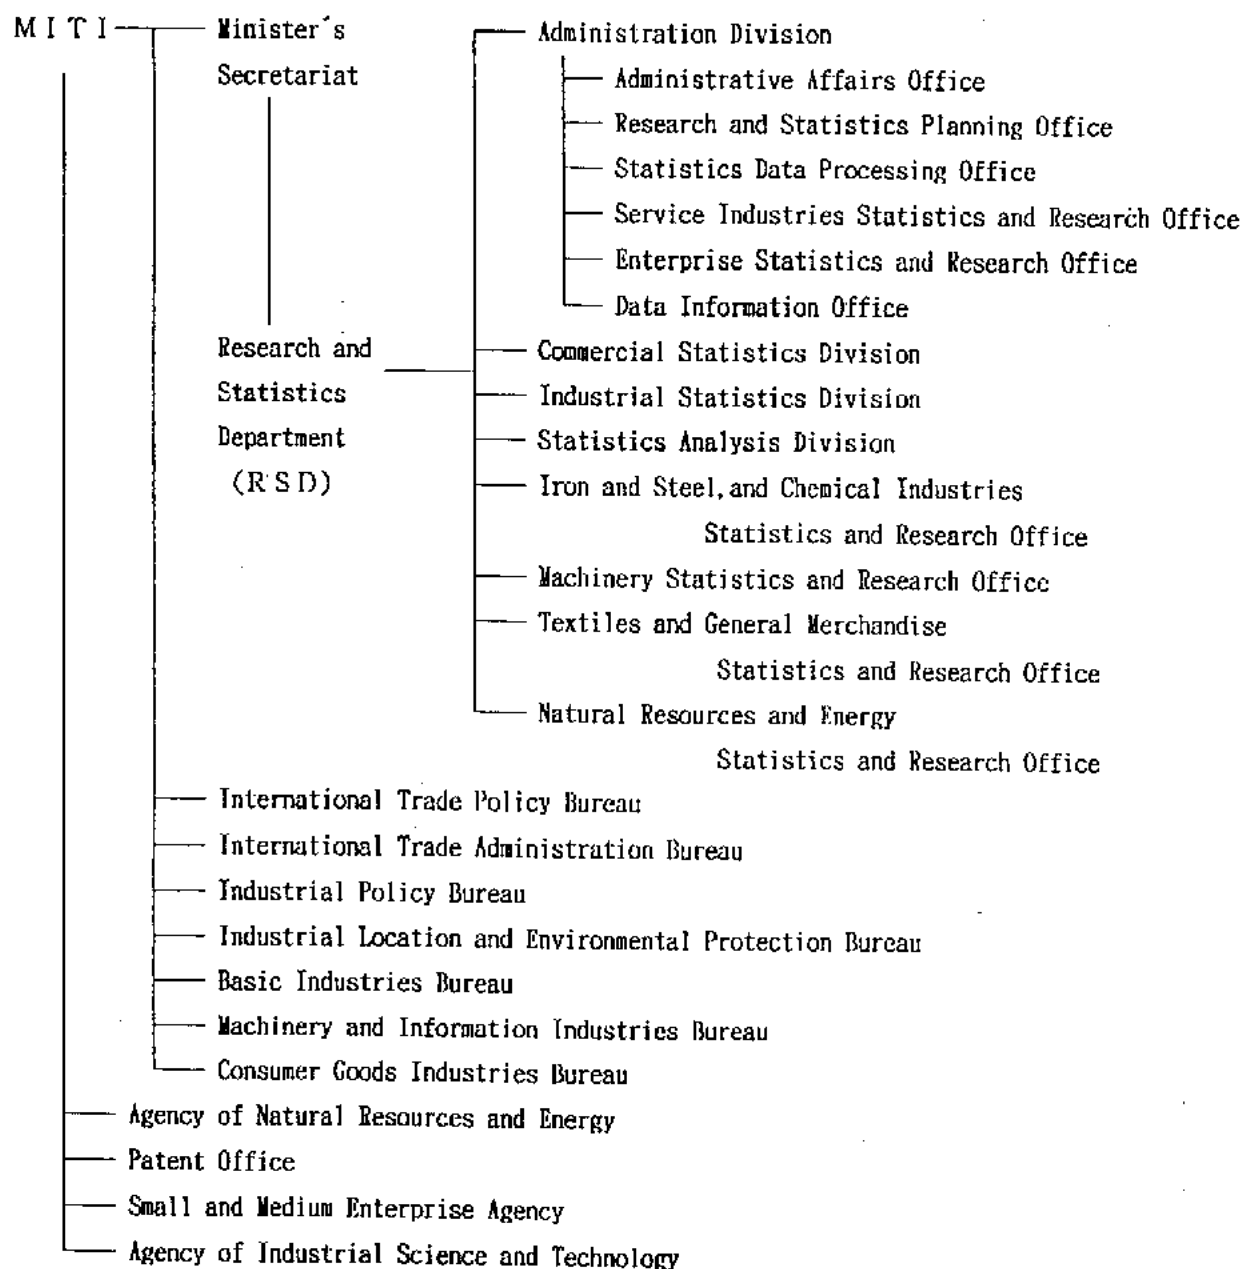 MITI
Minister's
Secretariat
Administration Division
Administrative Affairs Office
Research and Statistics Planning Office
Statistics Data Processing Office
Service Industries Statistics and Research Office
Enterprise Statistics and Research Office
Data Information Office
Research and
Statistics
Department
(RSD)
Commercial Statistics Division
Industrial Statistics Division
Statistics Analysis Division
Iron and Steel, and Chemical Industries
Statistics and Research Office
Machinery Statistics and Research Office
Textiles and General Merchandise
Statistics and Research Office
Natural Resources and Energy
Statistics and Research Office
International Trade Policy Bureau
International Trade Administration Bureau
Industrial Policy Bureau
Industrial Location and Environmental Protection Bureau
Basic Industries Bureau
Machinery and Information Industries Bureau
Consumer Goods Industries Bureau
Agency of Natural Resources and Energy
Patent Office
Small and Medium Enterprise Agency
Agency of Industrial Science and Technology